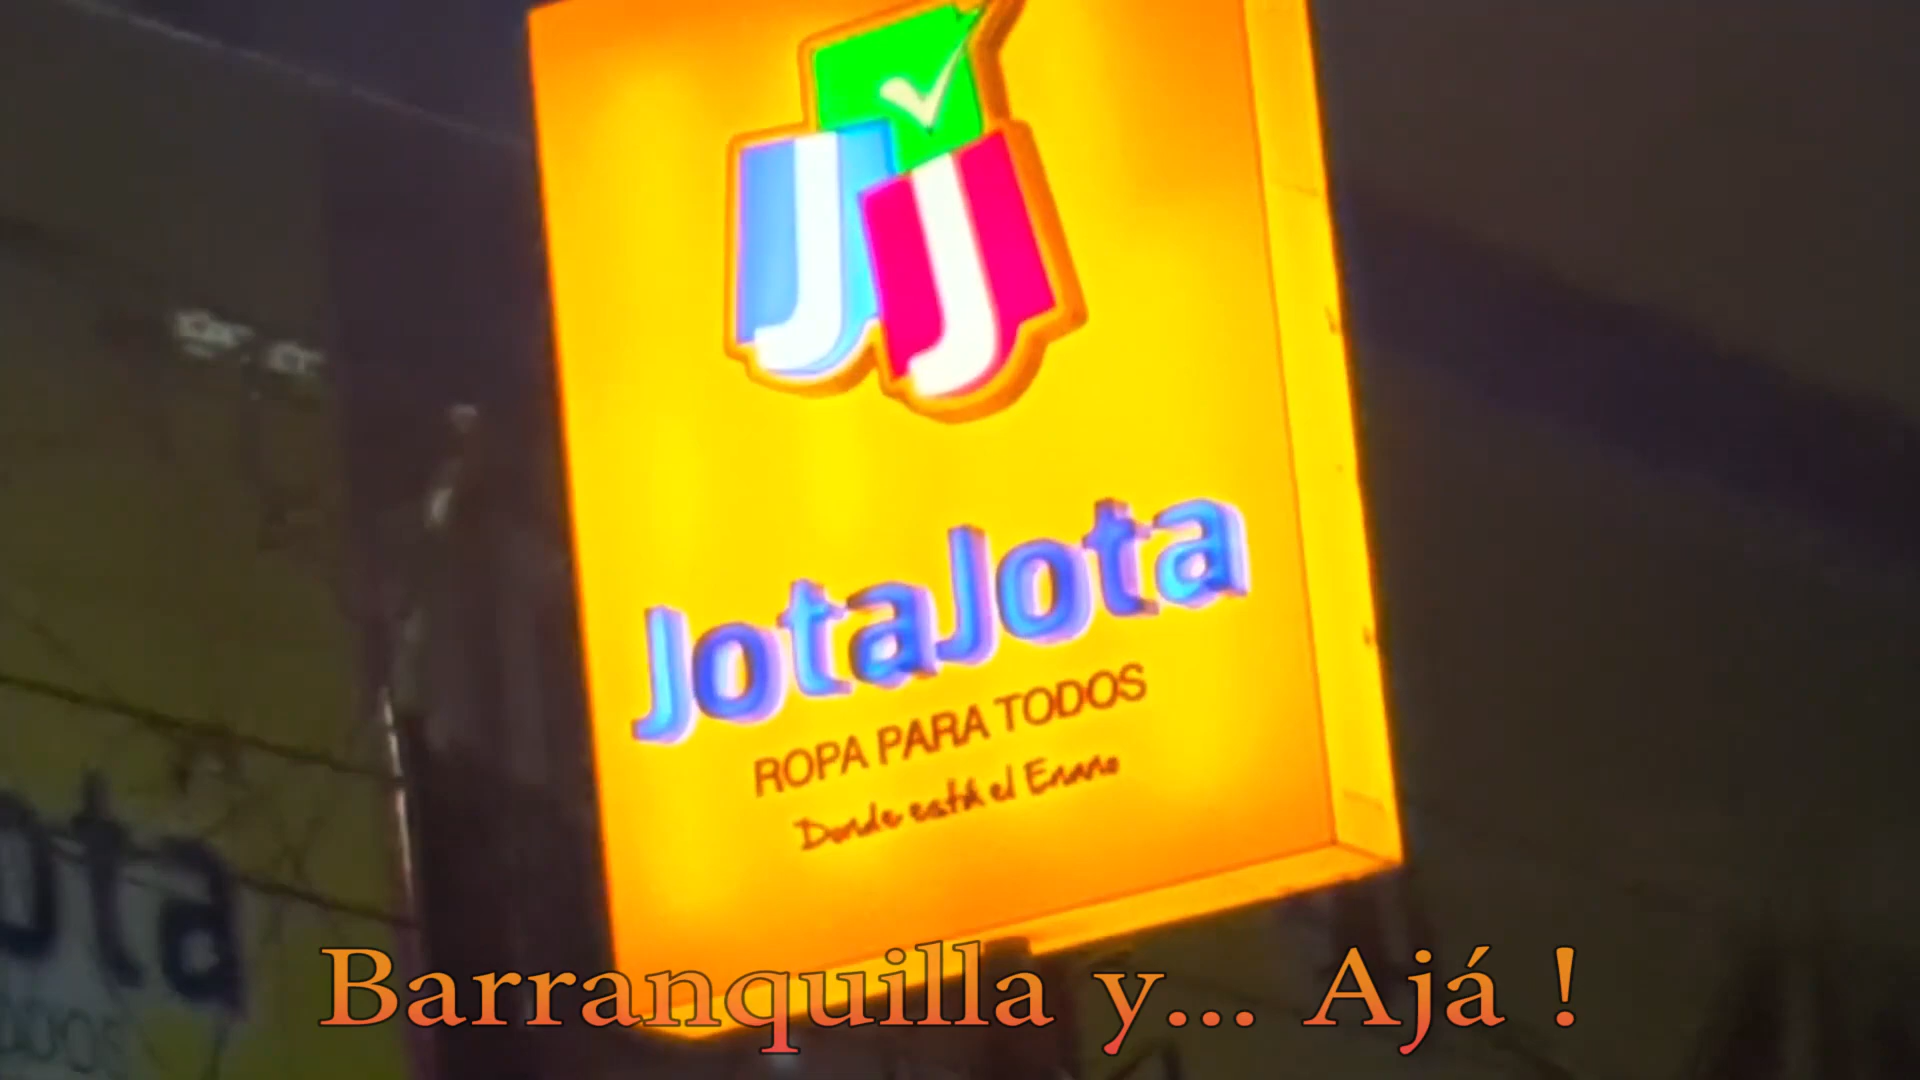 JJ
JotaJota
ROPA PARA TODOS
Donde está el Enano
ota
Barranquilla y... Ajá !